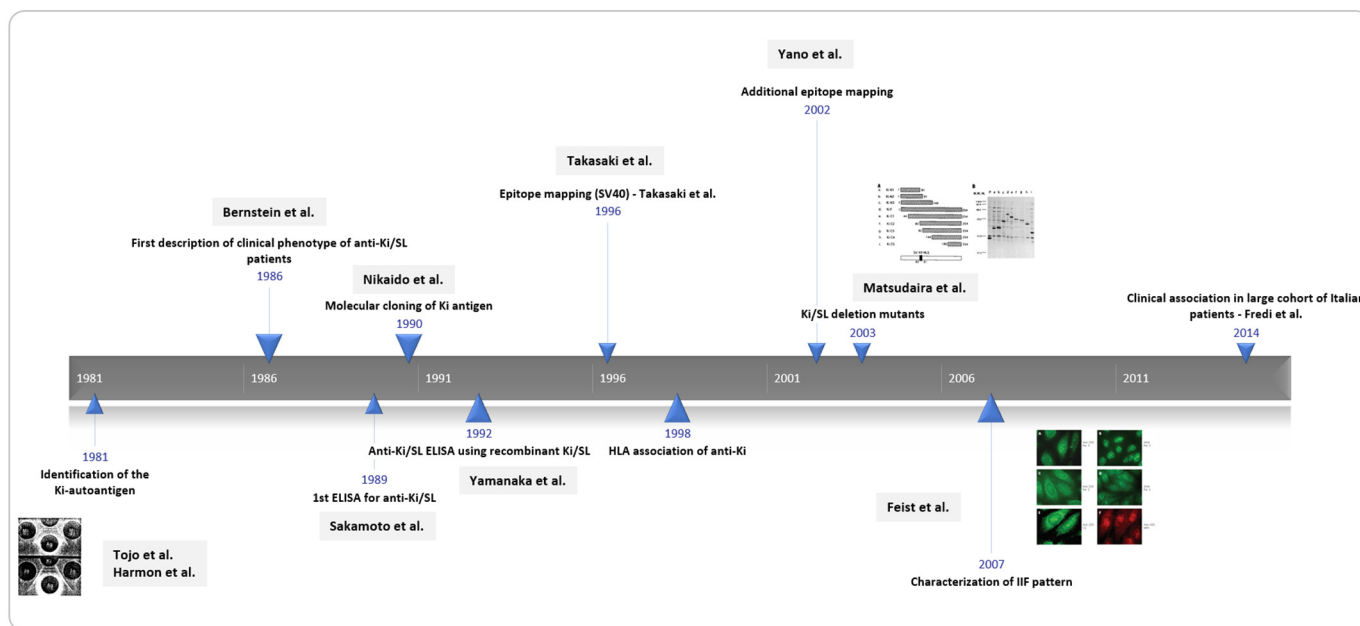 Yano et al.
Additional epitope mapping
2002
Takasaki et al.
Epitope mapping (SV40) - Takasaki et al.
1996
Bernstein et al.
First description of clinical phenotype of anti-Ki/SL
patients
1986
Nikaido et al.
Molecular cloning of Ki antigen
1990
A
B
Matsudaira et al.
Ki/SL deletion mutants
2003
Clinical association in large cohort of Italian
patients - Fredi et al.
2014
1981
1986
1991
1996
2001
2006
2011
1981
Identification of the
Ki-autoantigen
Tojo et al.
Harmon et al.
1989
1st ELISA for anti-Ki/SL
Sakamoto et al.
1992
Anti-Ki/SL ELISA using recombinant Ki/SL
Yamanaka et al.
1998
HLA association of anti-Ki
Feist et al.
2007
Characterization of IIF pattern